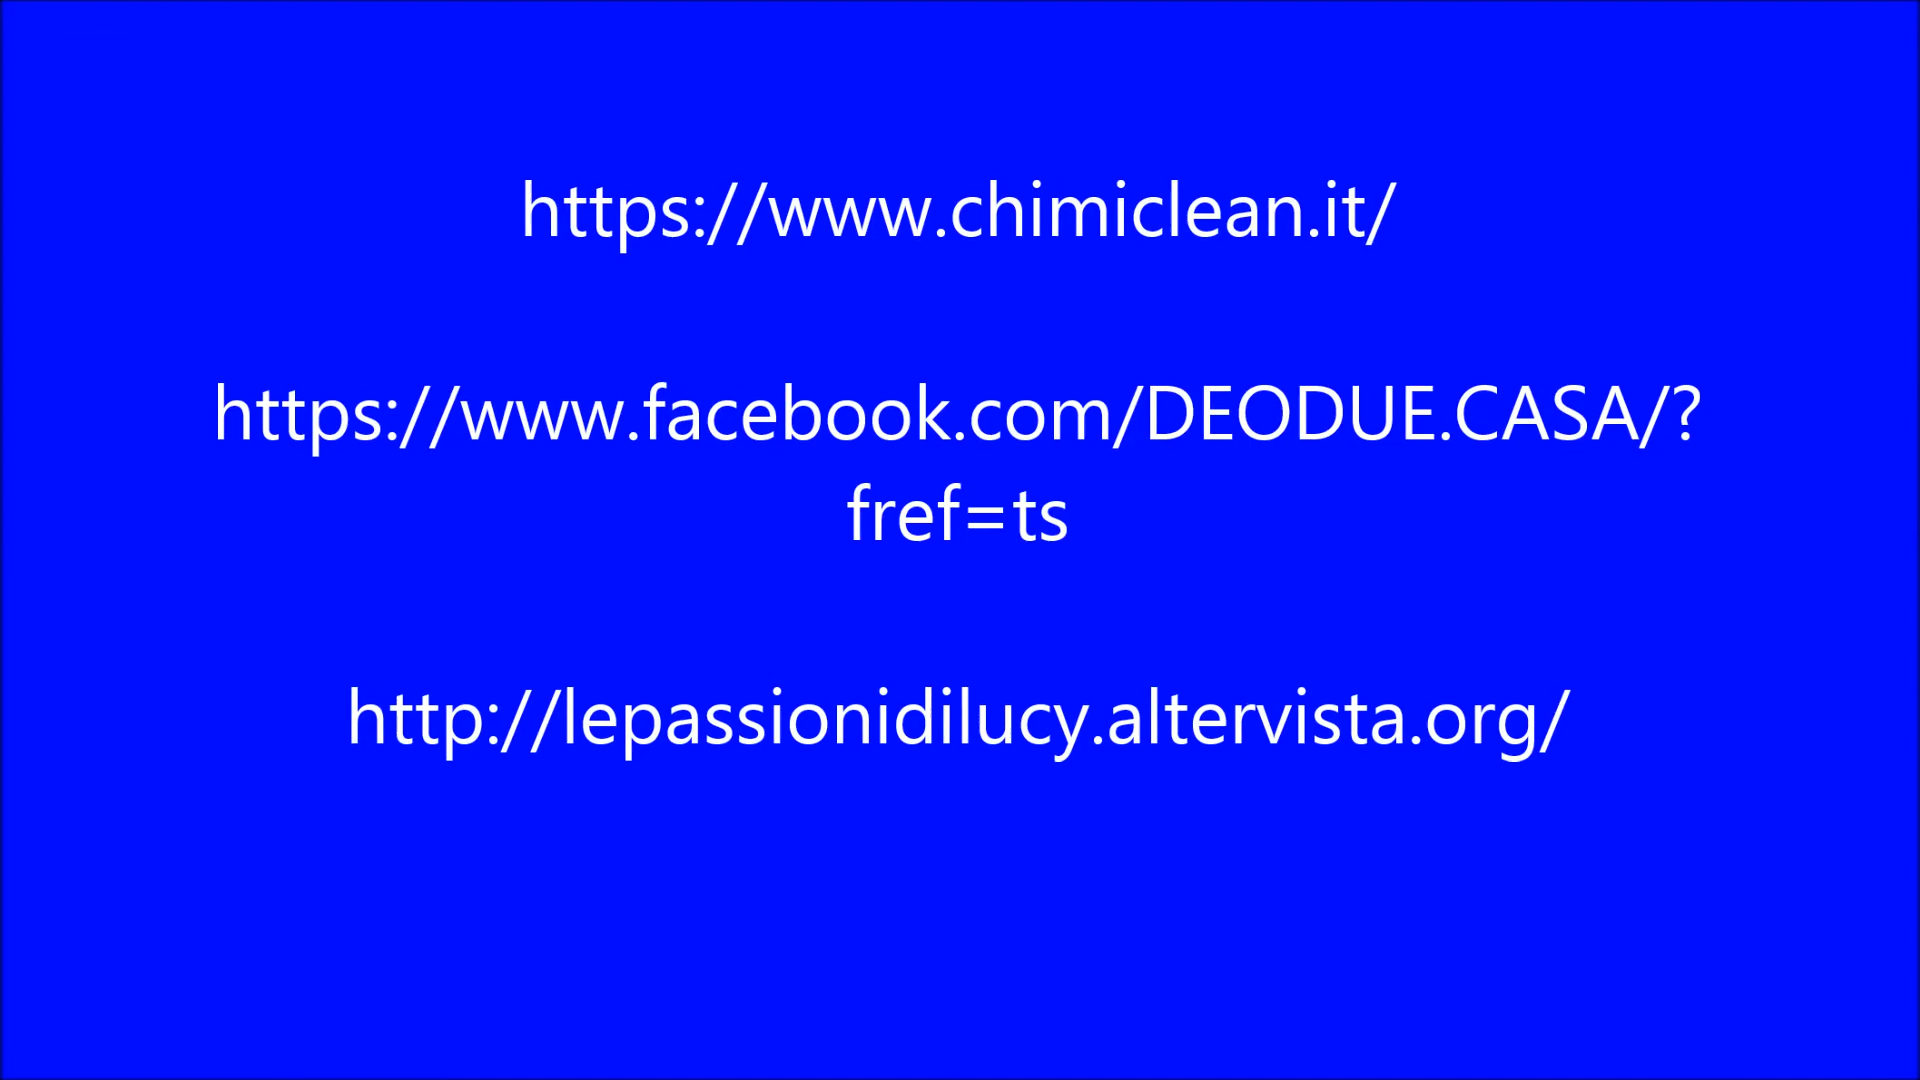 https://www.chimiclean.it/
https://www.facebook.com/DEODUE.CASA/?
fref=ts
http://lepassionidilucy.altervista.org/